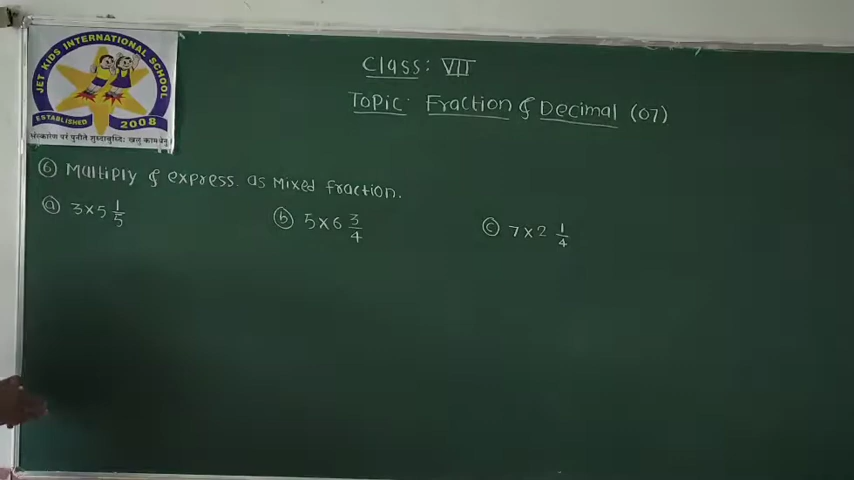 JET KIDS INTERNATIONAL SCHOOL
ESTABLISHED 2008
Class: VII
Topic: Fraction & Decimal (07)
⑥ Multiply & express as Mixed fraction.
ⓐ 3×5 1/5 ⓑ 5×6 3/4 ⓒ 7×2 1/4